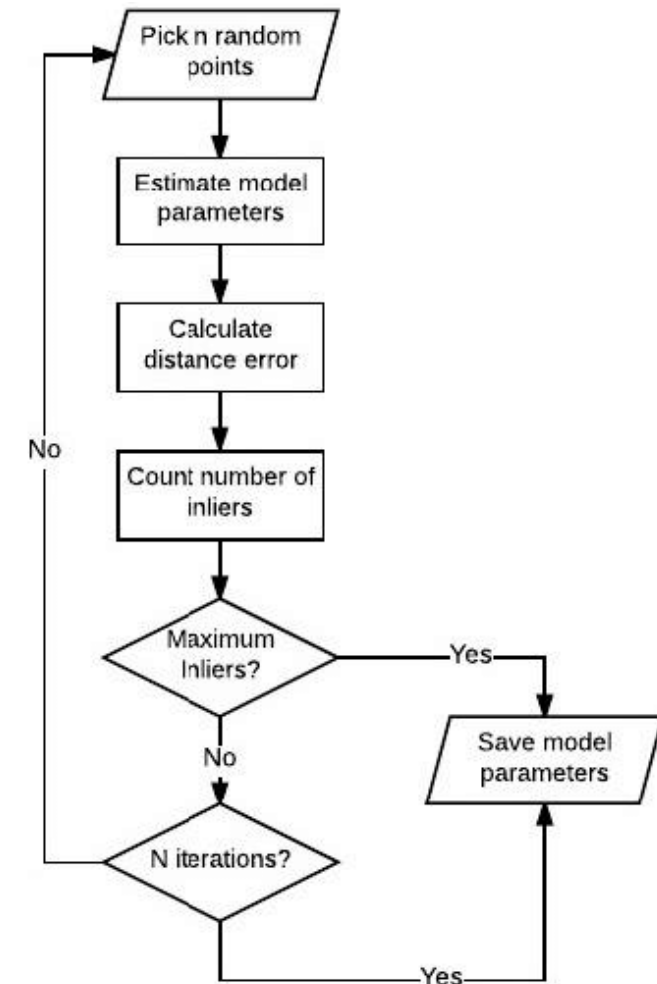 Pick n random
points
Estimate model
parameters
Calculate
distance error
No
Count number of
inliers
Maximum
Inliers?
Yes
Save model
parameters
No
N iterations?
Yes